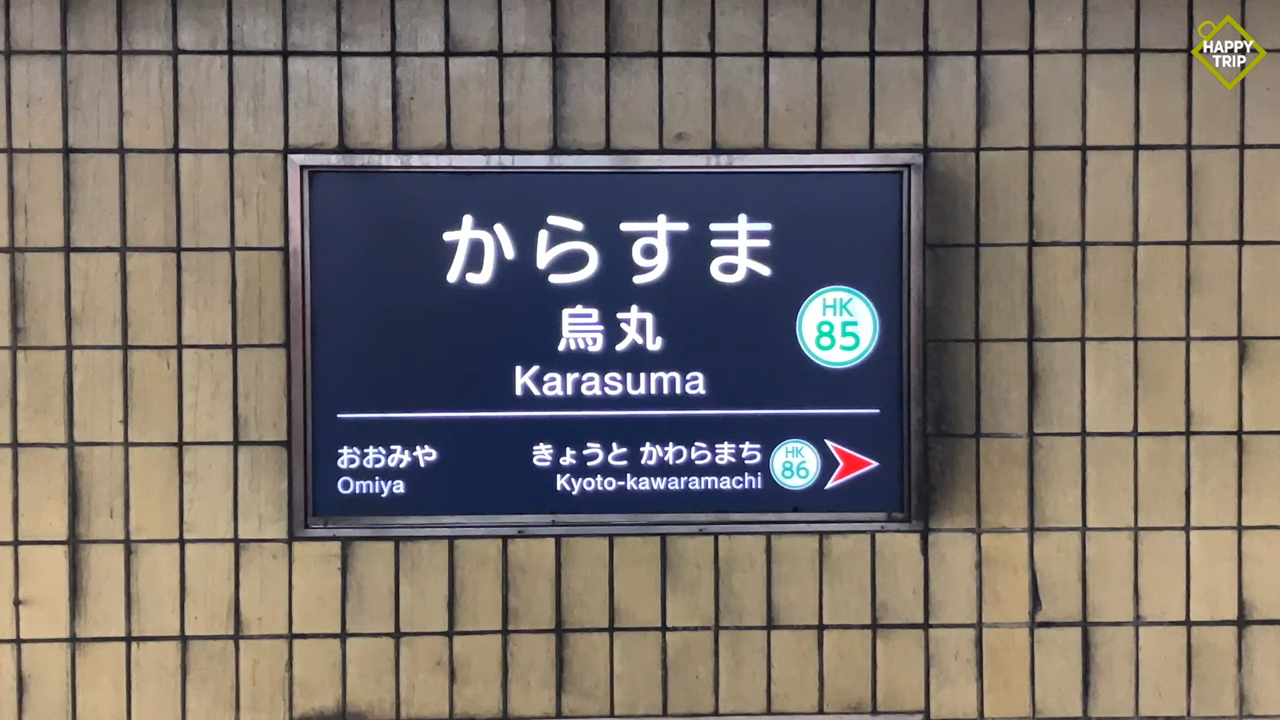 HAPPY
TRIP
からすま
烏丸
Karasuma
HK
85
おおみや
Omiya
きょうと かわらまち
Kyoto-kawaramachi
HK
86